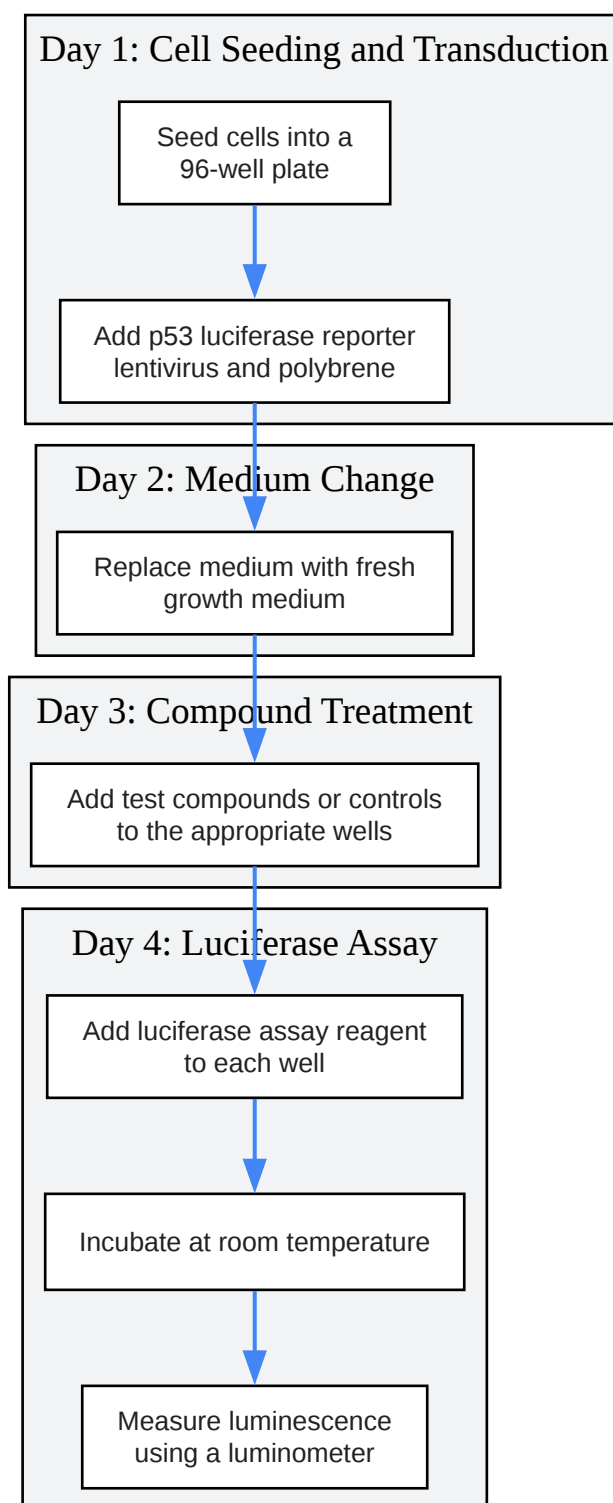 Day 1: Cell Seeding and Transduction
Seed cells into a
96-well plate
Add p53 luciferase reporter
lentivirus and polybrene
Day 2: Medium Change
Replace medium with fresh
growth medium
Day 3: Compound Treatment
Add test compounds or controls
to the appropriate wells
Day 4: Luciferase Assay
Add luciferase assay reagent
to each well
Incubate at room temperature
Measure luminescence
using a luminometer